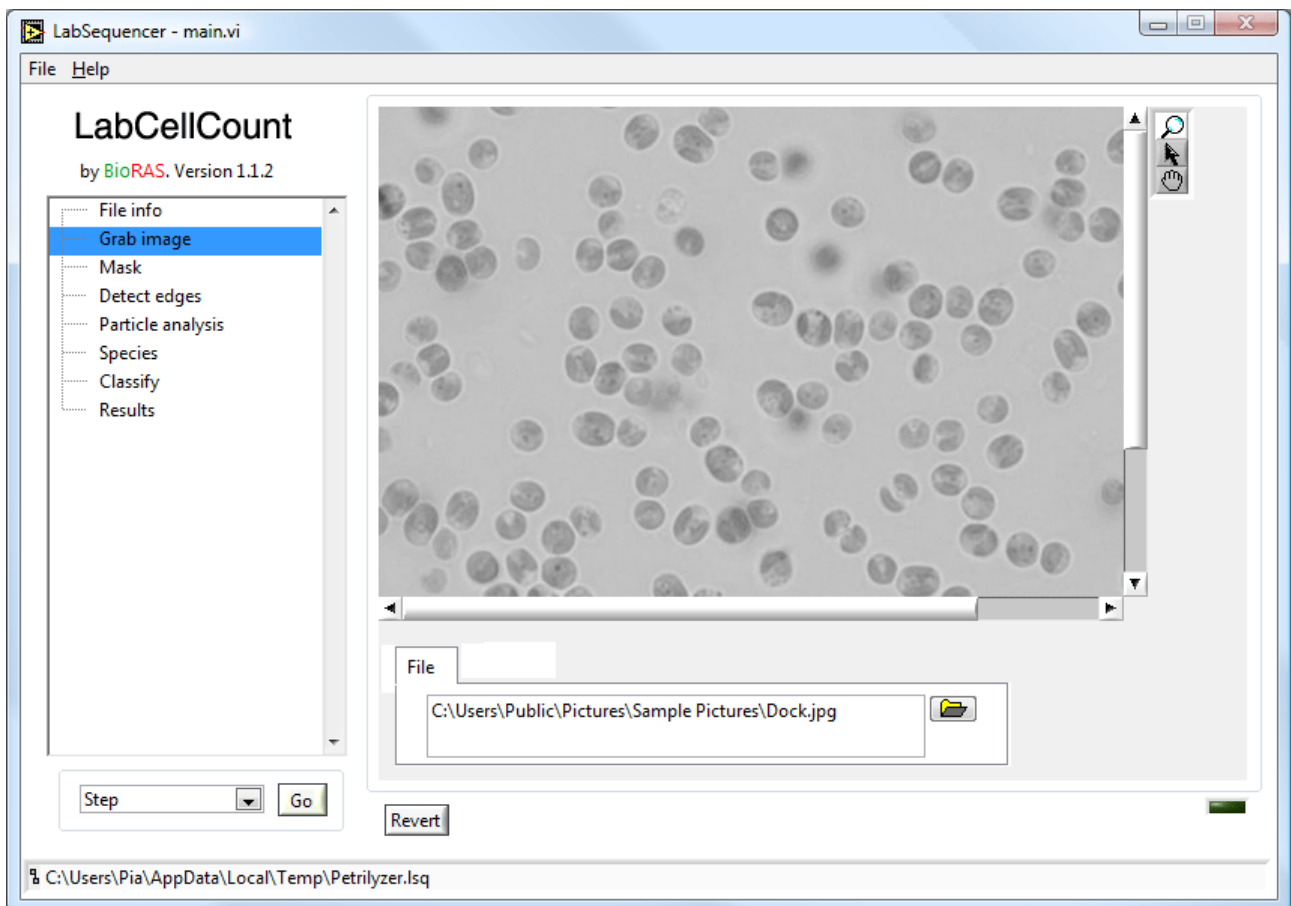 LabSequencer - main.vi
File Help
LabCellCount
by BioRAS. Version 1.1.2
File info
Grab image
Mask
Detect edges
Particle analysis
Species
Classify
Results
Step
Go
File
C:\Users\Public\Pictures\Sample Pictures\Dock.jpg
Revert
C:\Users\Pia\AppData\Local\Temp\Petrilyzer.lsq